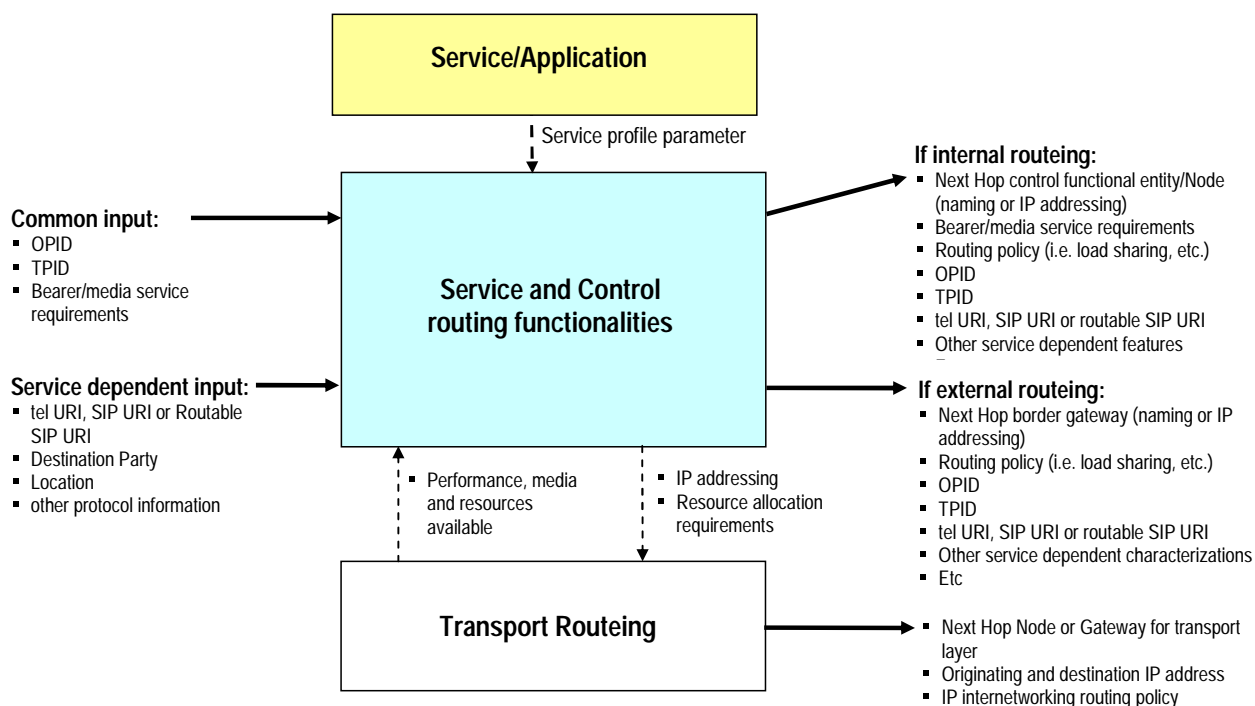 Service/Application
Service profile parameter
Service and Control
routing functionalities
Common input:
▪ OPID
▪ TPID
▪ Bearer/media service
requirements
Service dependent input:
▪ tel URI, SIP URI or Routable
SIP URI
▪ Destination Party
▪ Location
▪ other protocol information
▪ Performance, media
and resources
available
▪ IP addressing
▪ Resource allocation
requirements
Transport Routeing
If internal routeing:
▪ Next Hop control functional entity/Node
(naming or IP addressing)
▪ Bearer/media service requirements
▪ Routing policy (i.e. load sharing, etc.)
▪ OPID
▪ TPID
▪ tel URI, SIP URI or routable SIP URI
▪ Other service dependent features
If external routeing:
▪ Next Hop border gateway (naming or IP
addressing)
▪ Routing policy (i.e. load sharing, etc.)
▪ OPID
▪ TPID
▪ tel URI, SIP URI or routable SIP URI
▪ Other service dependent characterizations
▪ Etc
▪ Next Hop Node or Gateway for transport
layer
▪ Originating and destination IP address
▪ IP internetworking routing policy